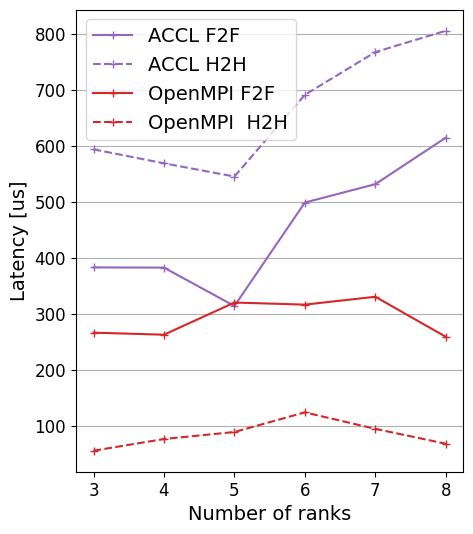 ACCL F2F
ACCL H2H
OpenMPI F2F
OpenMPI  H2H
800
700
600
500
400
300
200
100
Latency [us]
3 4 5 6 7 8
Number of ranks